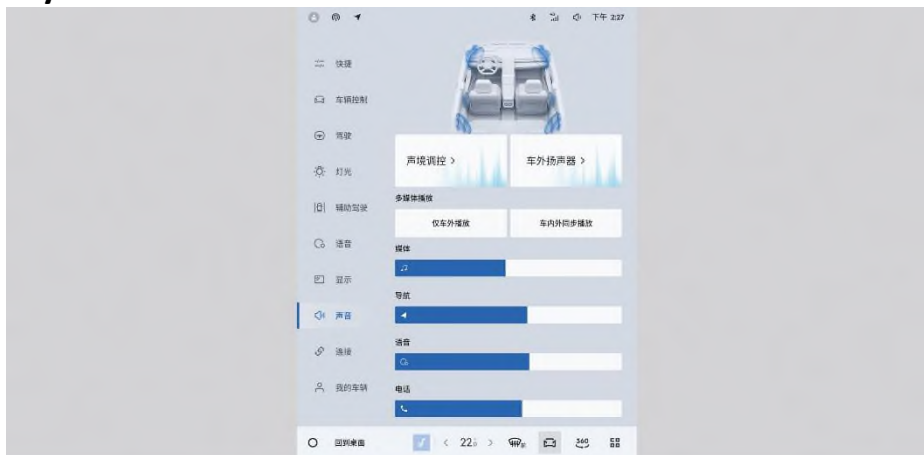 下午 2:27
快捷
车辆控制
驾驶
灯光
辅助驾驶
语音
显示
声音
连接
我的车辆
声境调控 >
车外扬声器 >
多媒体播放
仅车外播放
车内外同步播放
媒体
导航
语音
电话
回到桌面
< 22.0 >
360